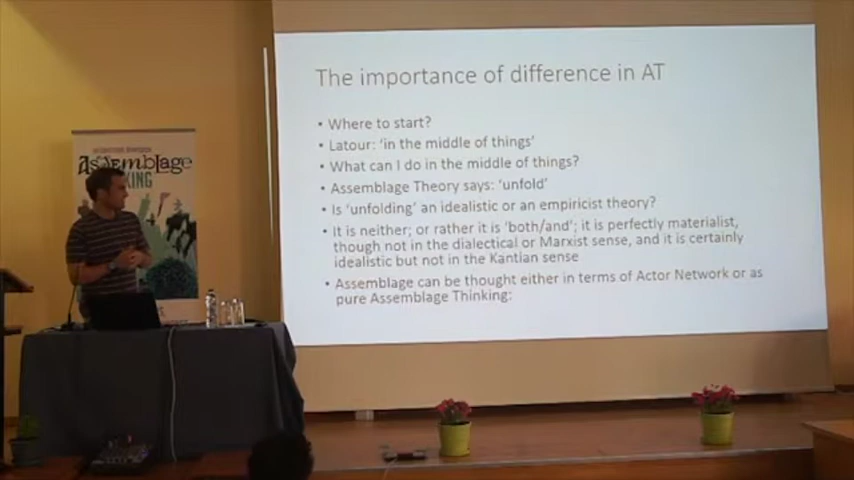 The importance of difference in AT
• Where to start?
• Latour: 'in the middle of things'
• What can I do in the middle of things?
• Assemblage Theory says: 'unfold'
• Is 'unfolding' an idealistic or an empiricist theory?
• It is neither; or rather it is 'both/and'; it is perfectly materialist,
though not in the dialectical or Marxist sense, and it is certainly
idealistic but not in the Kantian sense
• Assemblage can be thought either in terms of Actor Network or as
pure Assemblage Thinking:
Assemblag